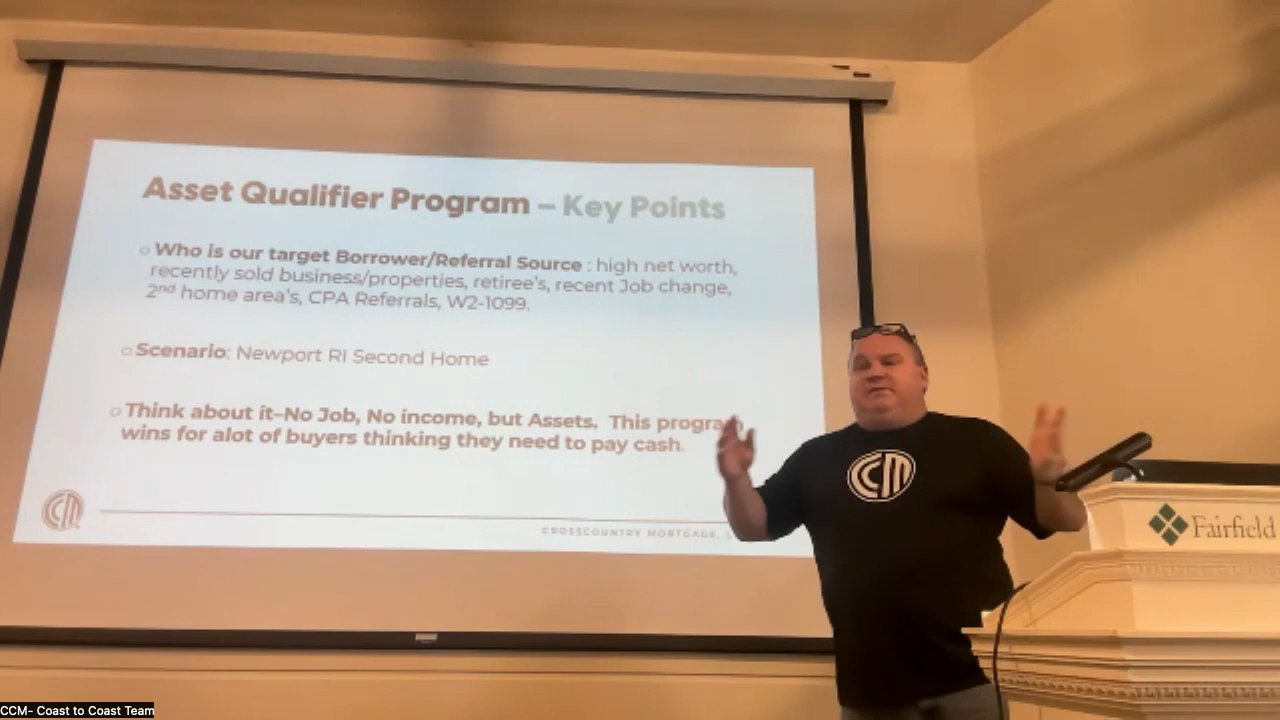 Asset Qualifier Program – Key Points
Who is our target Borrower/Referral Source : high net worth,
recently sold business/properties, retiree's, recent Job change,
2nd home area's, CPA Referrals, W2-1099.
Scenario: Newport RI Second Home
Think about it–No Job, No income, but Assets. This program
wins for alot of buyers thinking they need to pay cash.
CROSSCOUNTRY MORTGAGE,
CCM
Fairfield
CCM- Coast to Coast Team